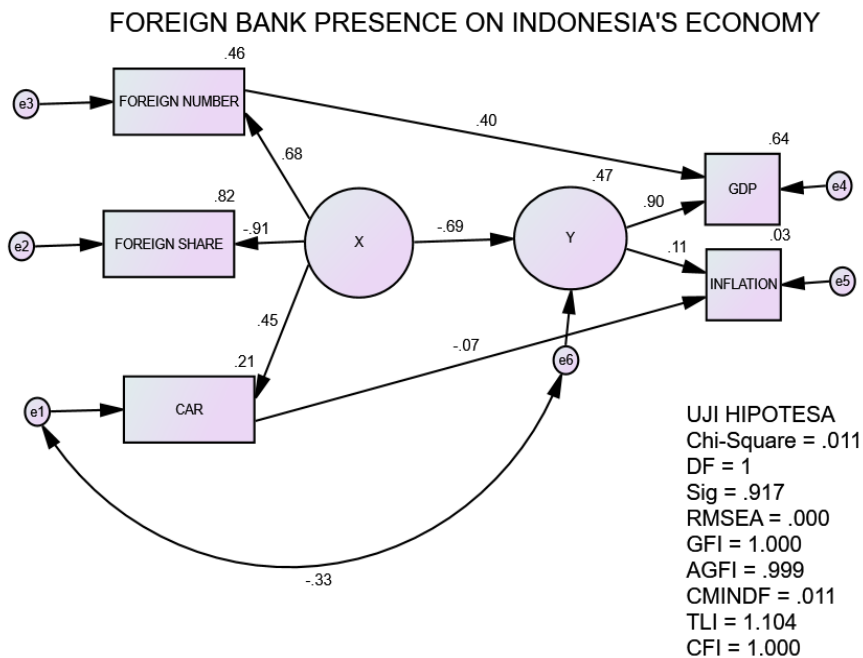 FOREIGN BANK PRESENCE ON INDONESIA'S ECONOMY
.46
e3
FOREIGN NUMBER
.40
.68
.64
GDP
e4
.82
e2
FOREIGN SHARE
-.91
X
-.69
.47
Y
.90
.11
.03
INFLATION
e5
.45
-.07
e6
.21
e1
CAR
-.33
UJI HIPOTESA
Chi-Square = .011
DF = 1
Sig = .917
RMSEA = .000
GFI = 1.000
AGFI = .999
CMINDF = .011
TLI = 1.104
CFI = 1.000